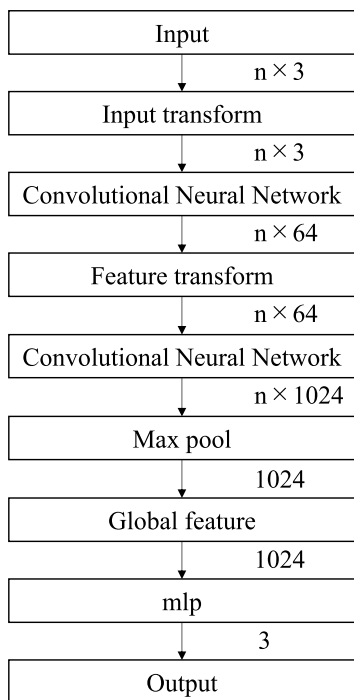 Input
n × 3
Input transform
n × 3
Convolutional Neural Network
n × 64
Feature transform
n × 64
Convolutional Neural Network
n × 1024
Max pool
1024
Global feature
1024
mlp
3
Output